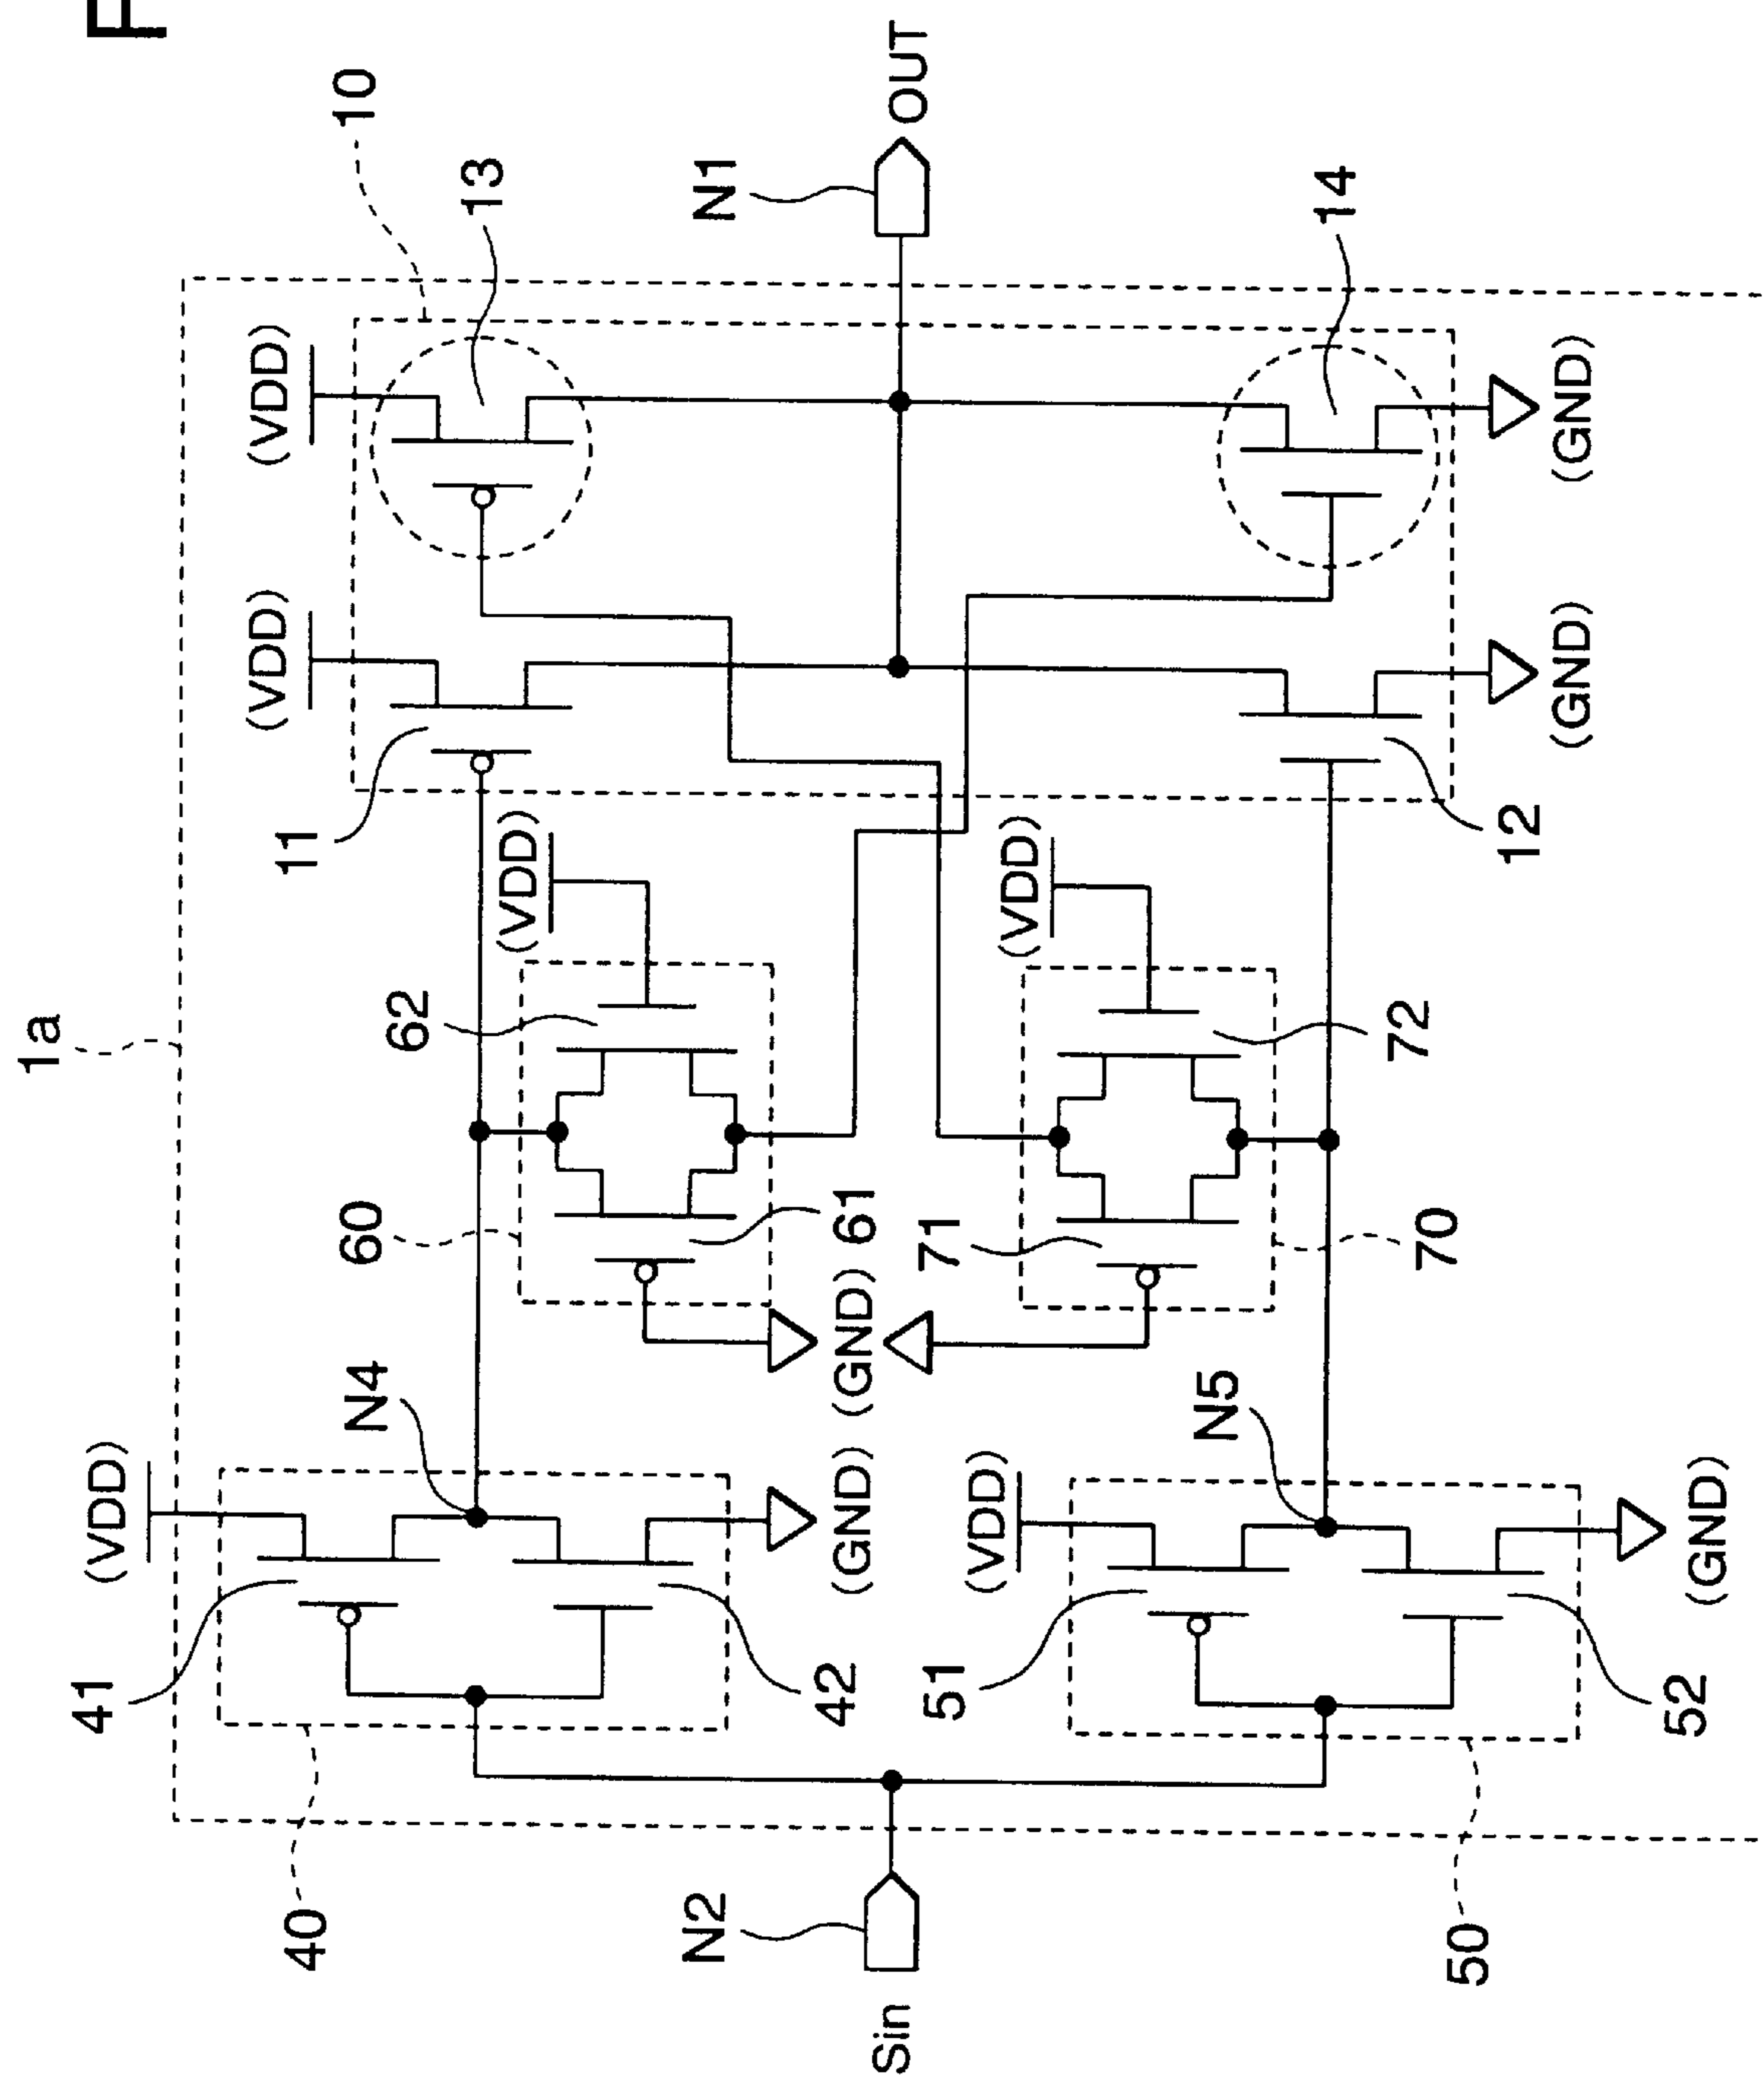 F
1a
10
(VDD)
(VDD)
13
11
(VDD)
N4
60
62
41
(VDD)
40
42
(GND)
61
(GND)
N1
OUT
N2
Sin
71
(VDD)
(VDD)
N5
51
70
72
14
12
(GND)
(GND)
50
52
(GND)